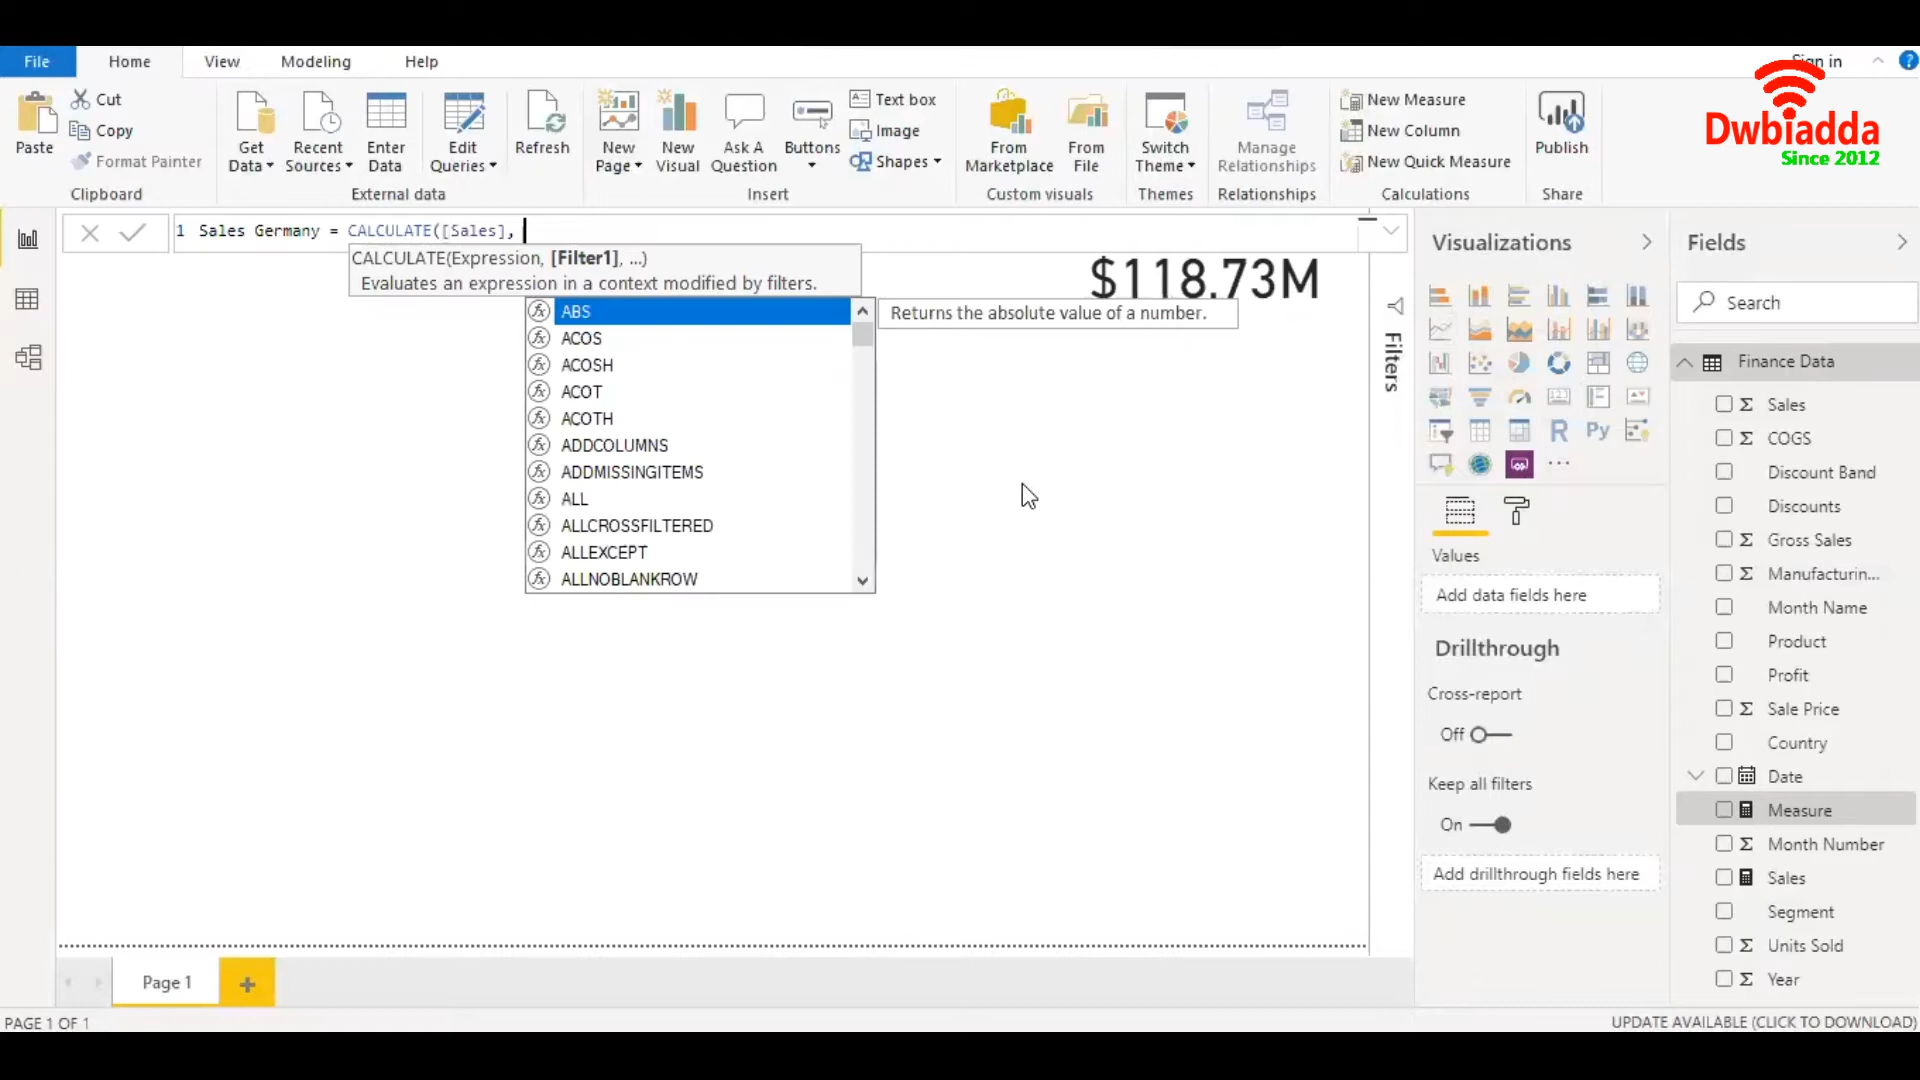 File
Home
View
Modeling
Help
Sign in
?
Dwbiadda
Since 2012
Paste
Cut
Copy
Format Painter
Clipboard
Get
Data
Recent
Sources
Enter
Data
Edit
Queries
Refresh
External data
New
Page
New
Visual
Ask A
Question
Buttons
Text box
Image
Shapes
Insert
From
Marketplace
From
File
Custom visuals
Switch
Theme
Themes
Manage
Relationships
Relationships
New Measure
New Column
New Quick Measure
Calculations
Publish
Share
1 Sales Germany = CALCULATE([Sales],
CALCULATE(Expression, [Filter1], ...)
Evaluates an expression in a context modified by filters.
$118.73M
ABS
Returns the absolute value of a number.
ACOS
ACOSH
ACOT
ACOTH
ADDCOLUMNS
ADDMISSINGITEMS
ALL
ALLCROSSFILTERED
ALLEXCEPT
ALLNOBLANKROW
Filters
Visualizations
R
Py
Values
Add data fields here
Drillthrough
Cross-report
Off
Keep all filters
On
Add drillthrough fields here
Fields
Search
Finance Data
Sales
COGS
Discount Band
Discounts
Gross Sales
Manufacturin...
Month Name
Product
Profit
Sale Price
Country
Date
Measure
Month Number
Sales
Segment
Units Sold
Year
Page 1
PAGE 1 OF 1
UPDATE AVAILABLE (CLICK TO DOWNLOAD)